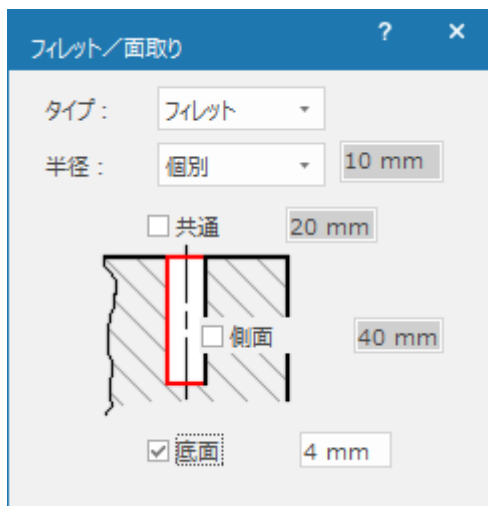 フィレット／面取り ? ×
タイプ： フィレット
半径： 個別 10 mm
共通 20 mm
側面 40 mm
底面 4 mm